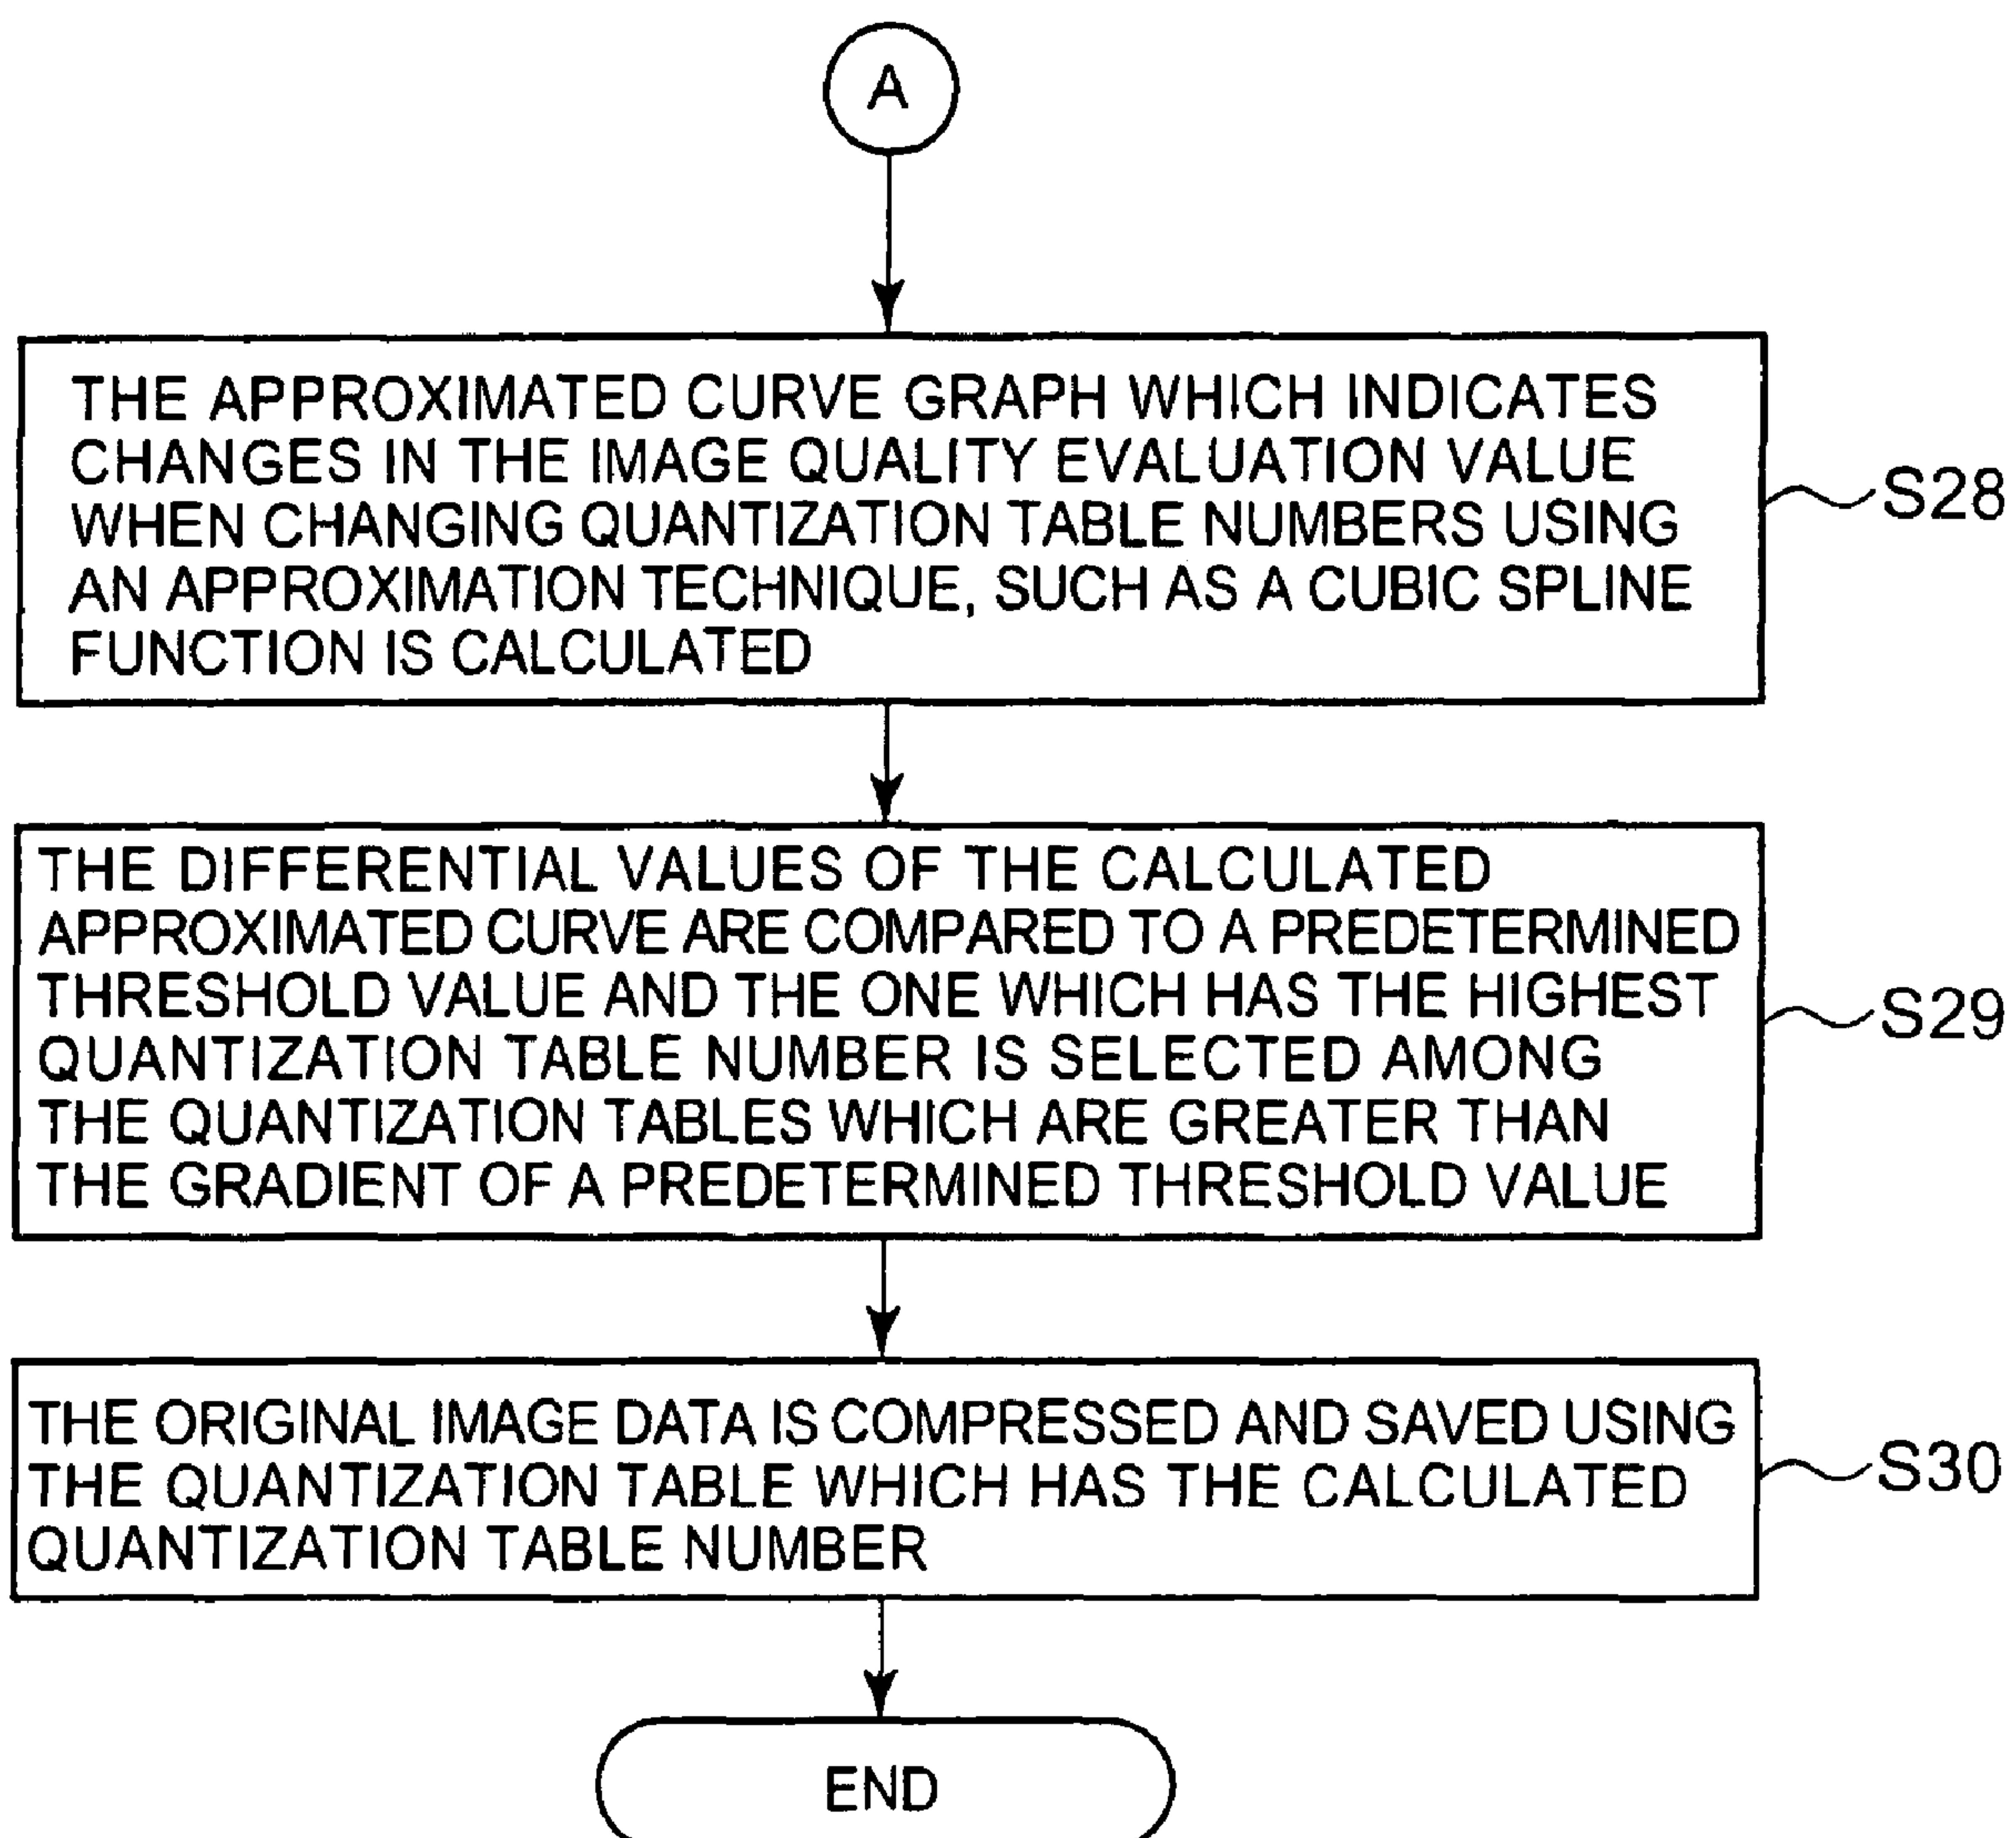 A
THE APPROXIMATED CURVE GRAPH WHICH INDICATES
CHANGES IN THE IMAGE QUALITY EVALUATION VALUE
WHEN CHANGING QUANTIZATION TABLE NUMBERS USING
AN APPROXIMATION TECHNIQUE, SUCH AS A CUBIC SPLINE
FUNCTION IS CALCULATED
S28
THE DIFFERENTIAL VALUES OF THE CALCULATED
APPROXIMATED CURVE ARE COMPARED TO A PREDETERMINED
THRESHOLD VALUE AND THE ONE WHICH HAS THE HIGHEST
QUANTIZATION TABLE NUMBER IS SELECTED AMONG
THE QUANTIZATION TABLES WHICH ARE GREATER THAN
THE GRADIENT OF A PREDETERMINED THRESHOLD VALUE
S29
THE ORIGINAL IMAGE DATA IS COMPRESSED AND SAVED USING
THE QUANTIZATION TABLE WHICH HAS THE CALCULATED
QUANTIZATION TABLE NUMBER
S30
END